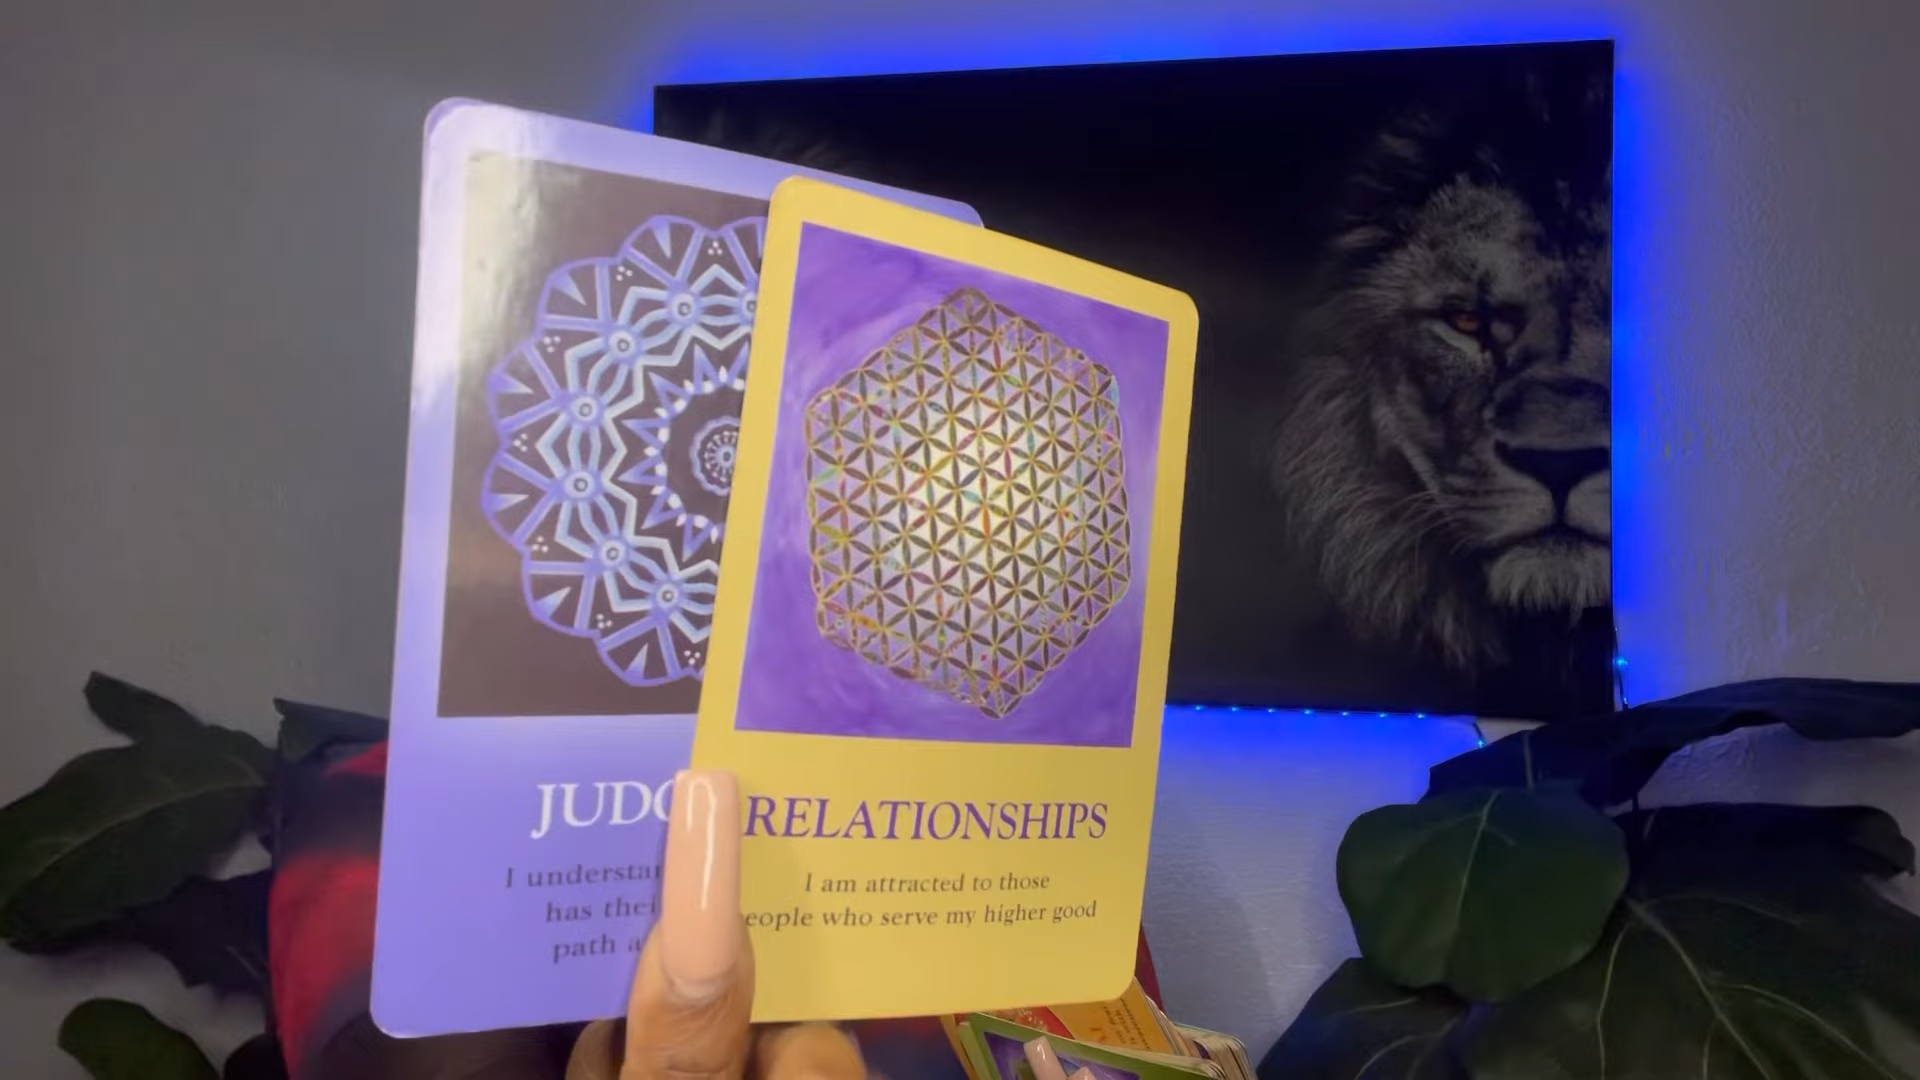 JUDG
I understan
has thei
path a
RELATIONSHIPS
I am attracted to those
eople who serve my higher good